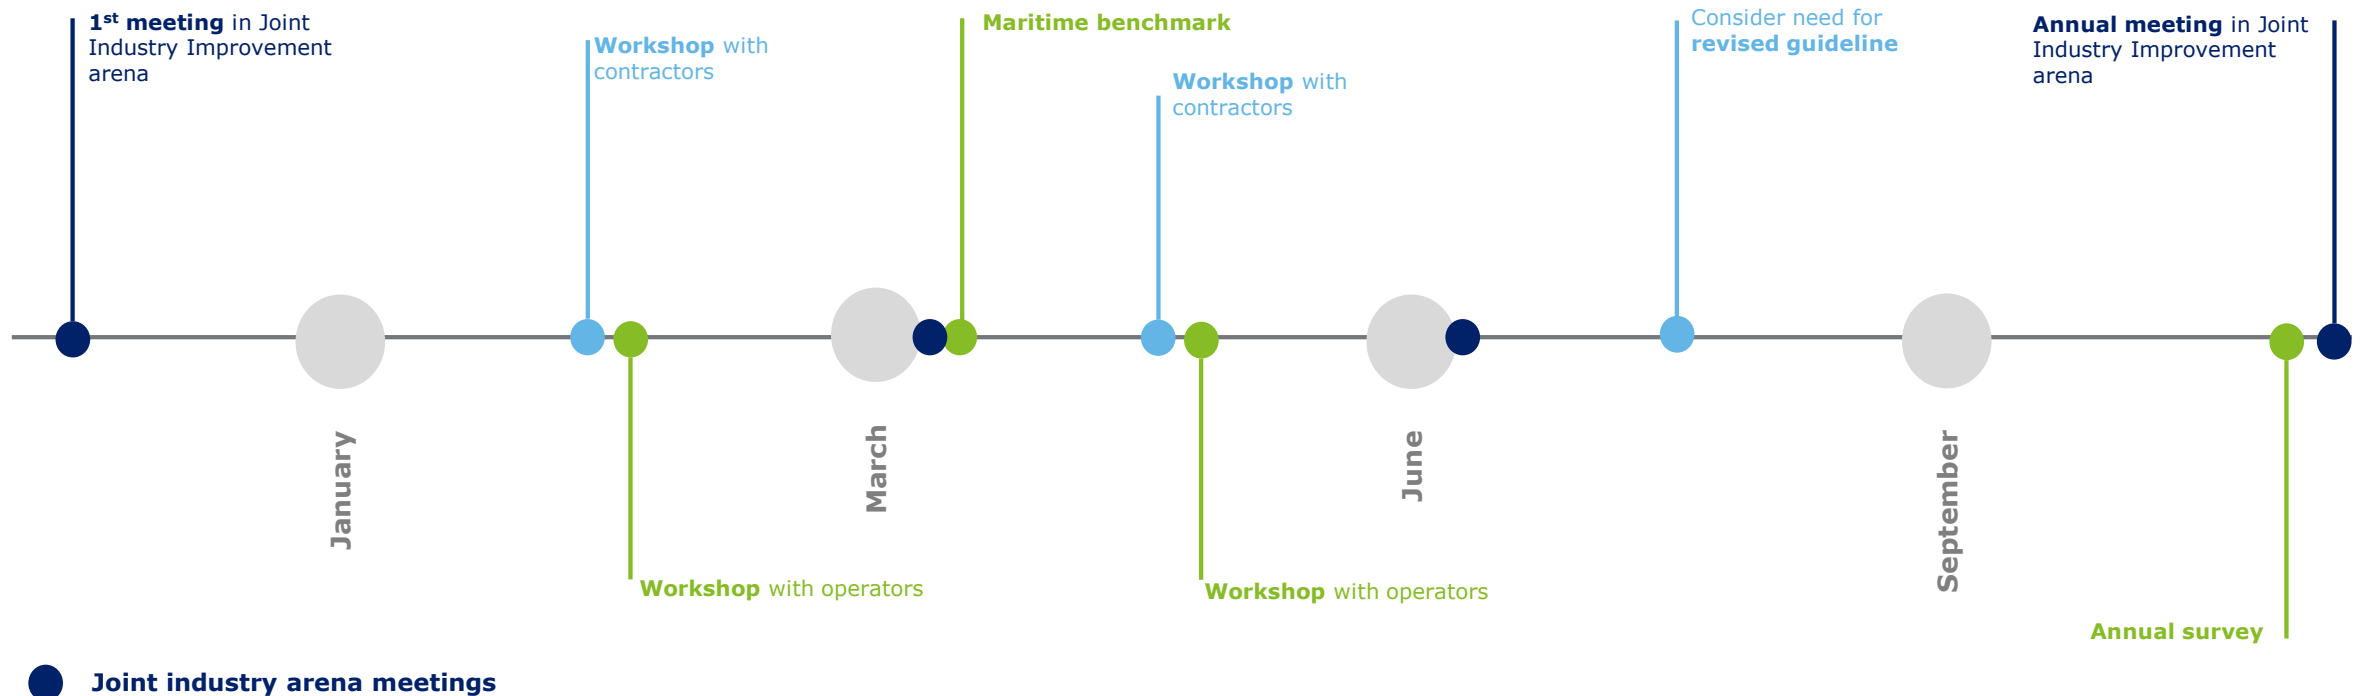 1st meeting in Joint
Industry Improvement
arena
Workshop with
contractors
Maritime benchmark
Workshop with
contractors
Consider need for
revised guideline
Annual meeting in Joint
Industry Improvement
arena
January
March
June
September
Workshop with operators
Workshop with operators
Annual survey
Joint industry arena meetings